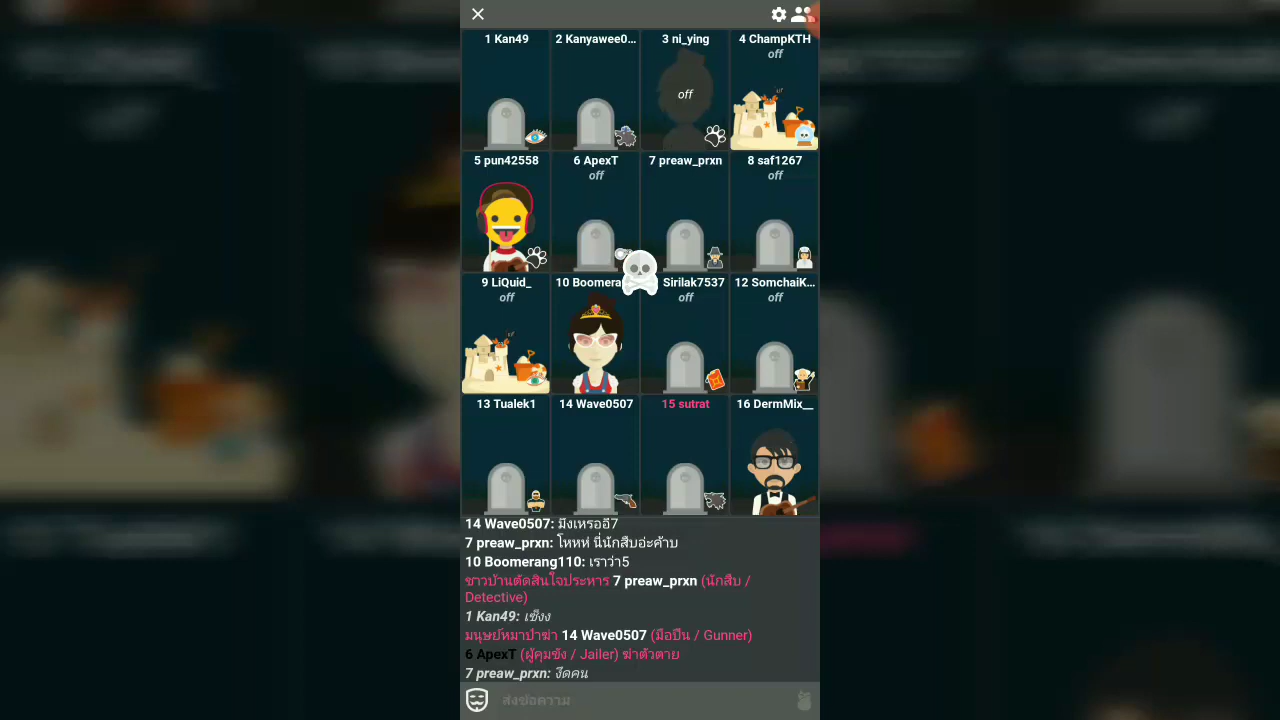 1 Kan49
2 Kanyawee0...
3 ni_ying
4 ChampKTH
off
off
5 pun42558
6 ApexT
off
7 preaw_prxn
8 saf1267
off
9 LiQuid_
off
10 Boomera
Sirilak7537
off
12 SomchaiK...
off
13 Tualek1
14 Wave0507
15 sutrat
16 DermMix__
14 Wave0507: มึงเหรออี7
7 preaw_prxn: โหหห่ นี่นักสืบอ่ะค้าบ
10 Boomerang110: เราว่า5
ชาวบ้านตัดสินใจประหาร 7 preaw_prxn (นักสืบ /
Detective)
1 Kan49: เซ็งง
มนุษย์หมาป่าฆ่า 14 Wave0507 (มือปืน / Gunner)
6 ApexT (ผู้คุมขัง / Jailer) ฆ่าตัวตาย
7 preaw_prxn: งืดคน
ส่งข้อความ